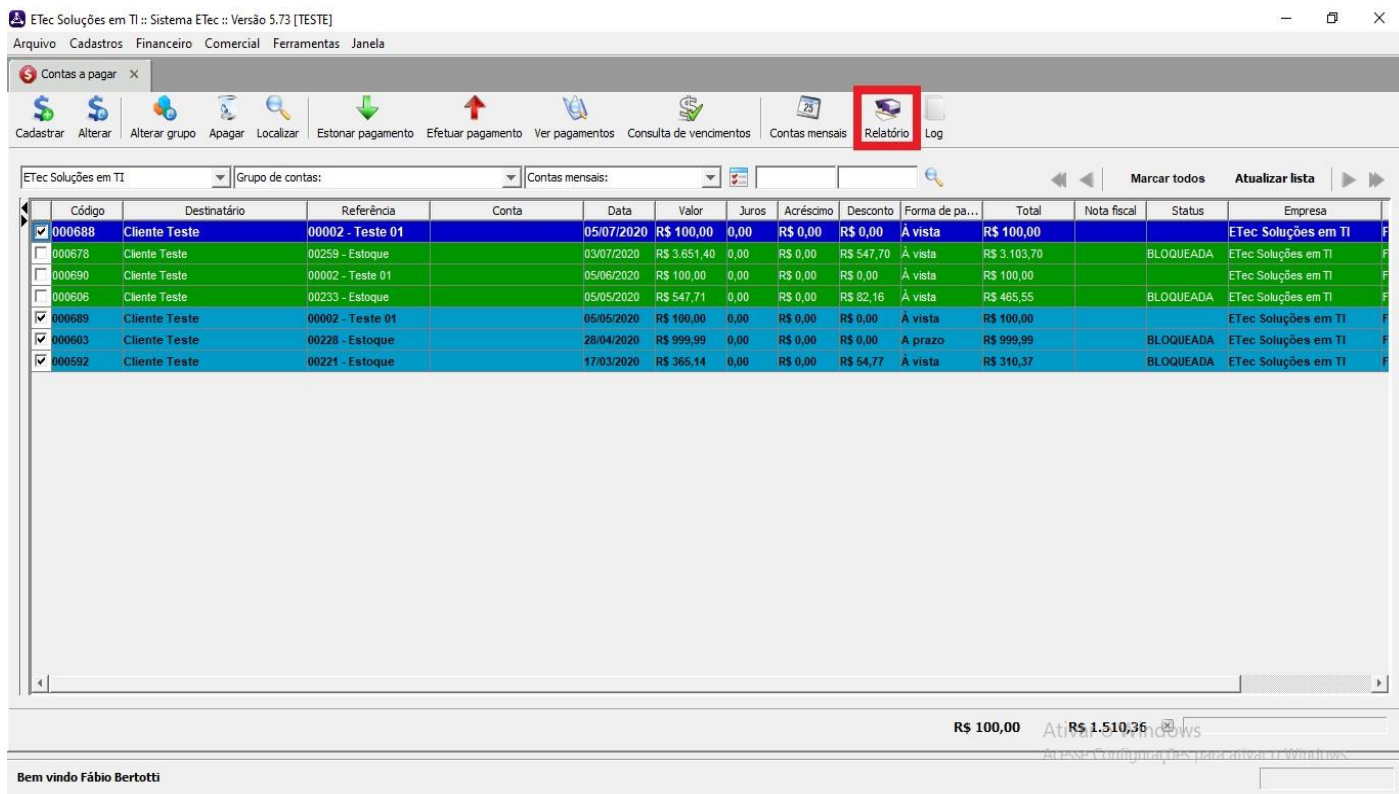 ETec Soluções em TI :: Sistema ETec :: Versão 5.73 [TESTE]
Arquivo Cadastros Financeiro Comercial Ferramentas Janela
Contas a pagar X
Cadastrar Alterar Alterar grupo Apagar Localizar Estonar pagamento Efetuar pagamento Ver pagamentos Consulta de vencimentos Contas mensais Relatório Log
ETec Soluções em TI Grupo de contas: Contas mensais: Marcar todos Atualizar lista
Código Destinatário Referência Conta Data Valor Juros Acréscimo Desconto Forma de pa... Total Nota fiscal Status Empresa
000688 Cliente Teste 00002 - Teste 01 05/07/2020 R$ 100,00 0,00 R$ 0,00 R$ 0,00 À vista R$ 100,00 ETec Soluções em TI F
000678 Cliente Teste 00259 - Estoque 03/07/2020 R$ 3.651,40 0,00 R$ 0,00 R$ 547,70 À vista R$ 3.103,70 BLOQUEADA ETec Soluções em TI F
000690 Cliente Teste 00002 - Teste 01 05/06/2020 R$ 100,00 0,00 R$ 0,00 R$ 0,00 À vista R$ 100,00 ETec Soluções em TI F
000606 Cliente Teste 00233 - Estoque 05/05/2020 R$ 547,71 0,00 R$ 0,00 R$ 82,16 À vista R$ 465,55 BLOQUEADA ETec Soluções em TI F
000689 Cliente Teste 00002 - Teste 01 05/05/2020 R$ 100,00 0,00 R$ 0,00 R$ 0,00 À vista R$ 100,00 ETec Soluções em TI F
000603 Cliente Teste 00228 - Estoque 28/04/2020 R$ 999,99 0,00 R$ 0,00 R$ 0,00 A prazo R$ 999,99 BLOQUEADA ETec Soluções em TI F
000592 Cliente Teste 00221 - Estoque 17/03/2020 R$ 365,14 0,00 R$ 0,00 R$ 54,77 À vista R$ 310,37 BLOQUEADA ETec Soluções em TI F
R$ 100,00 R$ 1.510,36
Ativar o Windows
Acesse Configurações para ativar o Windows.
Bem vindo Fábio Bertotti